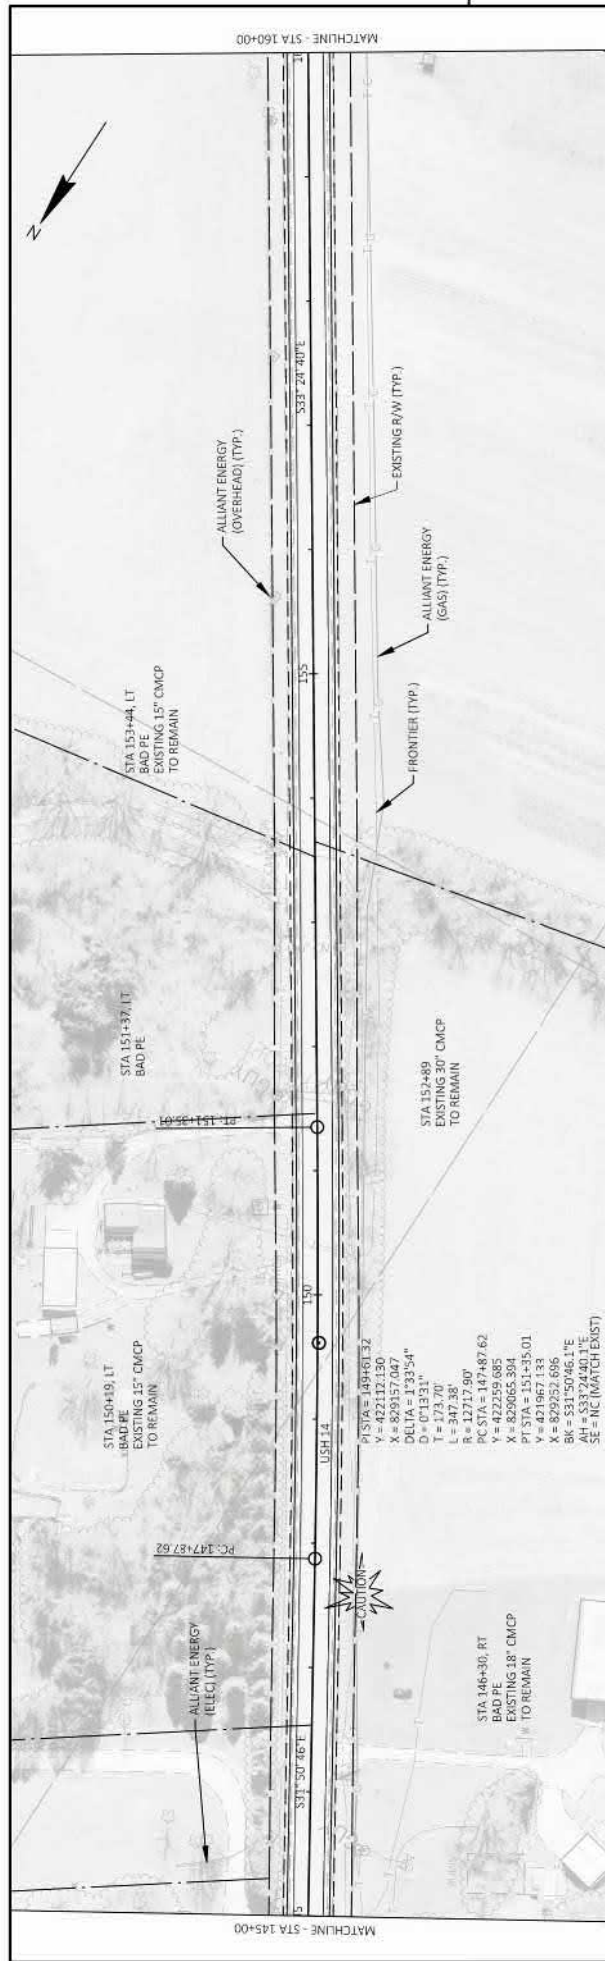 MATCHLINE - STA 145+00
MATCHLINE - STA 160+00
N
S31° 50' 46"E
S33° 24' 40"E
USH 14
150
155
PC: 147+87.62
PT: 151+35.01
ALLIANT ENERGY
(ELEC) (TYP.)
STA 150+19, LT
BAD PE
EXISTING 15" CMCP
TO REMAIN
STA 151+37, LT
BAD PE
STA 153+44, LT
BAD PE
EXISTING 15" CMCP
TO REMAIN
ALLIANT ENERGY
(OVERHEAD) (TYP.)
STA 146+30, RT
BAD PE
EXISTING 18" CMCP
TO REMAIN
CAUTION
PI STA = 149+61.32
Y = 422112.130
X = 829157.047
DELTA = 1°33'54"
D = 0°13'31"
T = 173.70'
L = 347.38'
R = 12717.90'
PC STA = 147+87.62
Y = 422259.685
X = 829065.394
PT STA = 151+35.01
Y = 421967.133
X = 829252.696
BK = S31°50'46.1"E
AH = S33°24'40.1"E
SE = NC (MATCH EXIST)
STA 152+89
EXISTING 30" CMCP
TO REMAIN
FRONTIER (TYP.)
ALLIANT ENERGY
(GAS) (TYP.)
EXISTING R/W (TYP.)